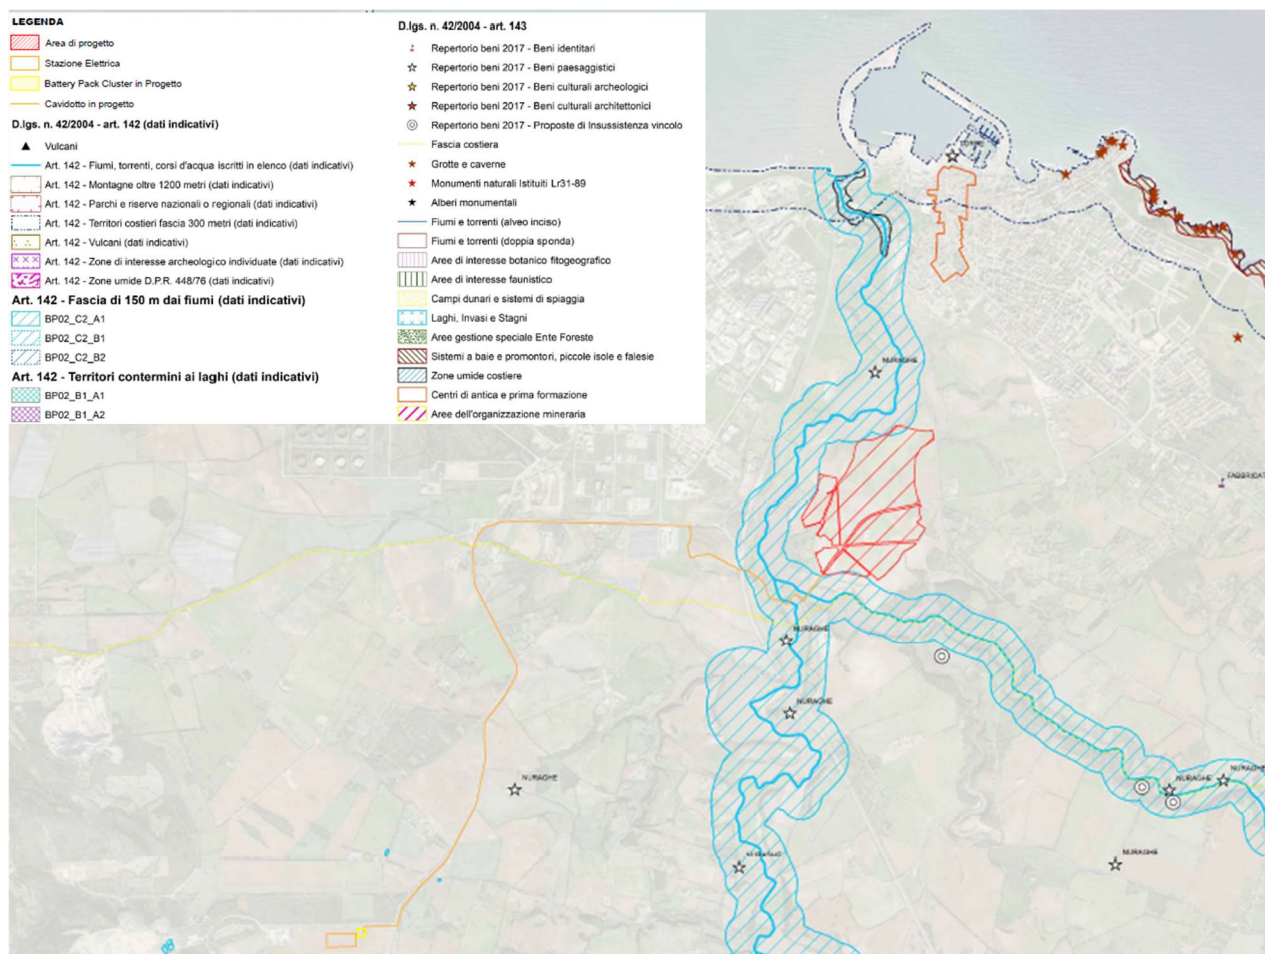 LEGENDA
Area di progetto
Stazione Elettrica
Battery Pack Cluster in Progetto
Cavidotto in progetto
D.lgs. n. 42/2004 - art. 142 (dati indicativi)
Vulcani
Art. 142 - Fiumi, torrenti, corsi d'acqua iscritti in elenco (dati indicativi)
Art. 142 - Montagne oltre 1200 metri (dati indicativi)
Art. 142 - Parchi e riserve nazionali o regionali (dati indicativi)
Art. 142 - Territori costieri fascia 300 metri (dati indicativi)
Art. 142 - Vulcani (dati indicativi)
Art. 142 - Zone di interesse archeologico individuate (dati indicativi)
Art. 142 - Zone umide D.P.R. 448/76 (dati indicativi)
Art. 142 - Fascia di 150 m dai fiumi (dati indicativi)
BP02_C2_A1
BP02_C2_B1
BP02_C2_B2
Art. 142 - Territori contermini ai laghi (dati indicativi)
BP02_B1_A1
BP02_B1_A2
D.lgs. n. 42/2004 - art. 143
Repertorio beni 2017 - Beni identitari
Repertorio beni 2017 - Beni paesaggistici
Repertorio beni 2017 - Beni culturali archeologici
Repertorio beni 2017 - Beni culturali architettonici
Repertorio beni 2017 - Proposte di Insussistenza vincolo
Fascia costiera
Grotte e caverne
Monumenti naturali Istituiti Lr31-89
Alberi monumentali
Fiumi e torrenti (alveo inciso)
Fiumi e torrenti (doppia sponda)
Aree di interesse botanico fitogeografico
Aree di interesse faunistico
Campi dunari e sistemi di spiaggia
Laghi, Invasi e Stagni
Aree gestione speciale Ente Foreste
Sistemi a baie e promontori, piccole isole e falesie
Zone umide costiere
Centri di antica e prima formazione
Aree dell'organizzazione mineraria
TORRE
NURAGHE
FABBRICAT
NURAGHE
NURAGHE
NURAGHE
NURAGHE
NURAGHE
NURAGHE